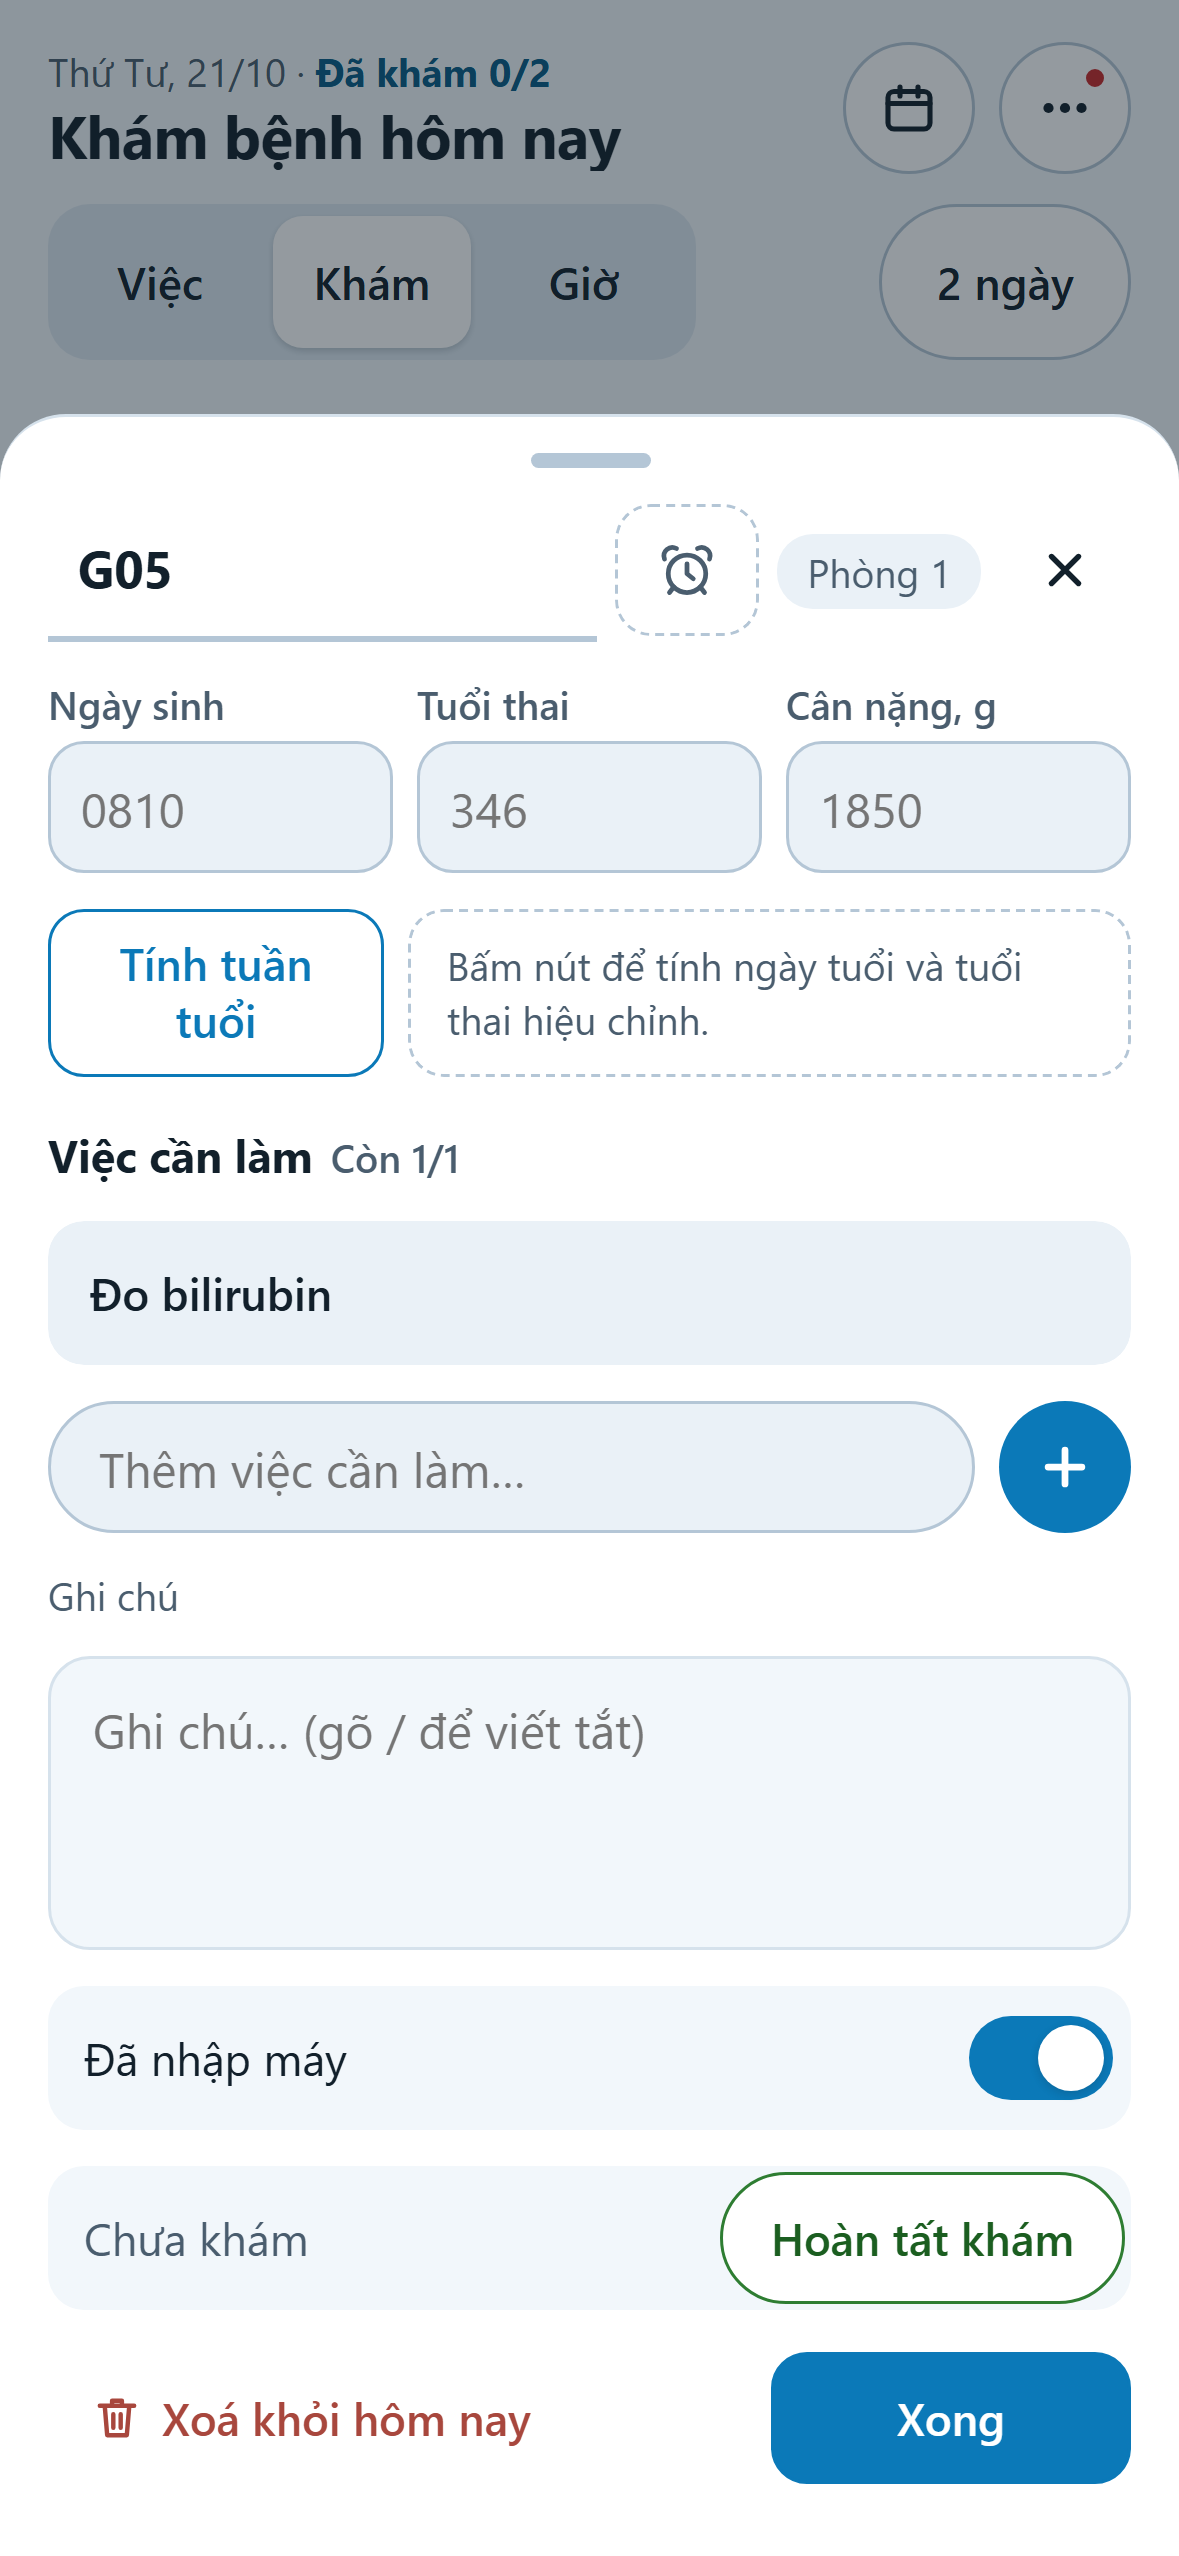 Thứ Tư, 21/10 · Đã khám 0/2
Khám bệnh hôm nay
Việc
Khám
Giờ
2 ngày
G05
Phòng 1
Ngày sinh
Tuổi thai
Cân nặng, g
0810
346
1850
Tính tuần
tuổi
Bấm nút để tính ngày tuổi và tuổi
thai hiệu chỉnh.
Việc cần làm Còn 1/1
Đo bilirubin
Thêm việc cần làm...
Ghi chú
Ghi chú... (gõ / để viết tắt)
Đã nhập máy
Chưa khám
Hoàn tất khám
Xoá khỏi hôm nay
Xong